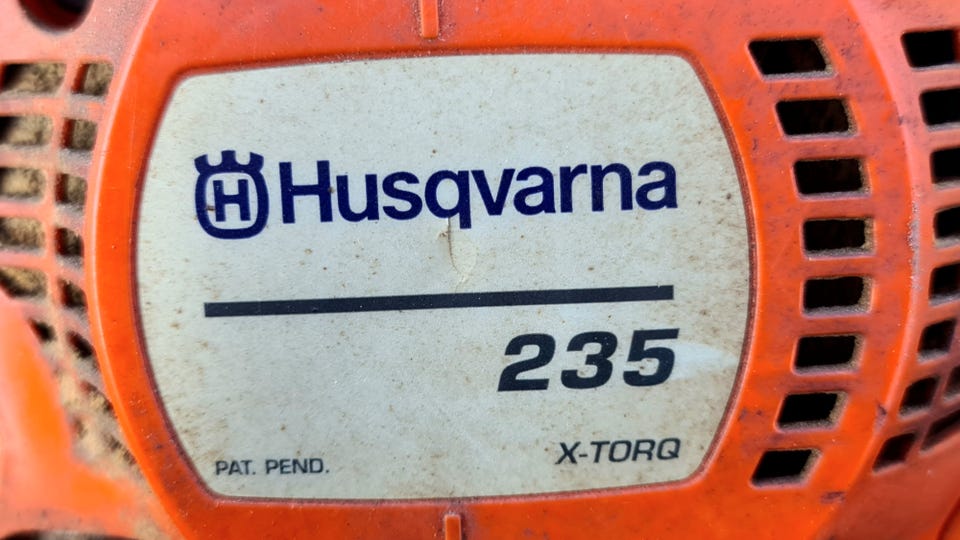 H Husqvarna
235
X-TORQ
PAT. PEND.